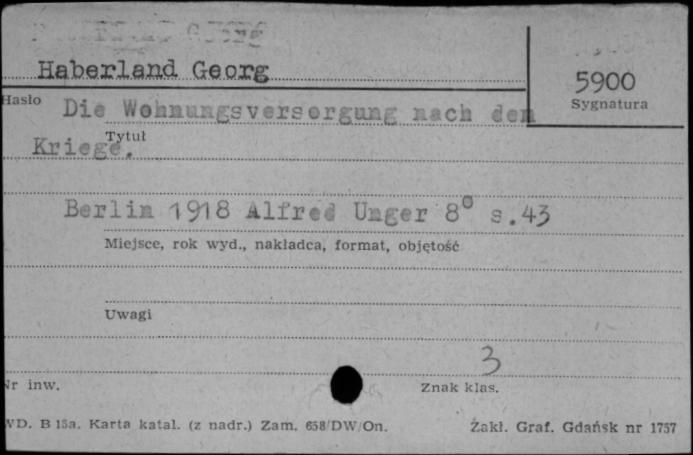 Georg
Haberland Georg
5900
Hasło
Sygnatura
Die Wohnungsversorgung nach dem
Tytuł
Kriege.
Berlin 1918 Alfred Unger 8° s.43
Miejsce, rok wyd., nakładca, format, objętość
Uwagi
3
Nr inw.
Znak klas.
WD. B 15a. Karta katal. (z nadr.) Zam. 658/DW/On.
Zakł. Graf. Gdańsk nr 1757